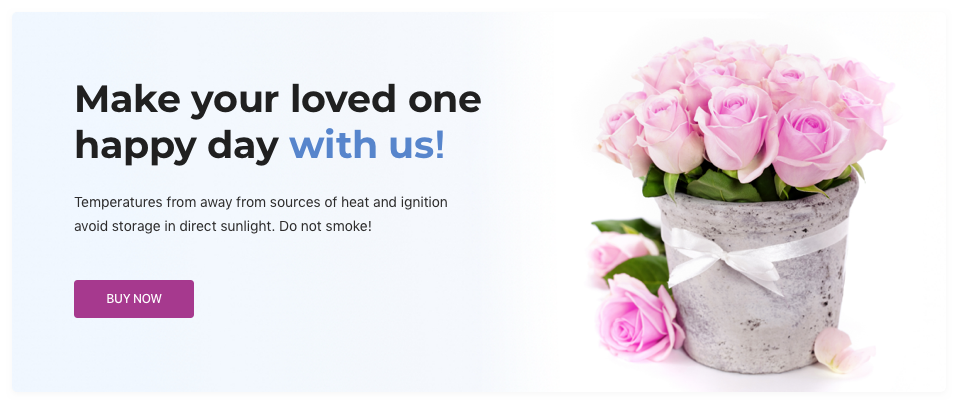 Make your loved one
happy day with us!
Temperatures from away from sources of heat and ignition
avoid storage in direct sunlight. Do not smoke!
BUY NOW